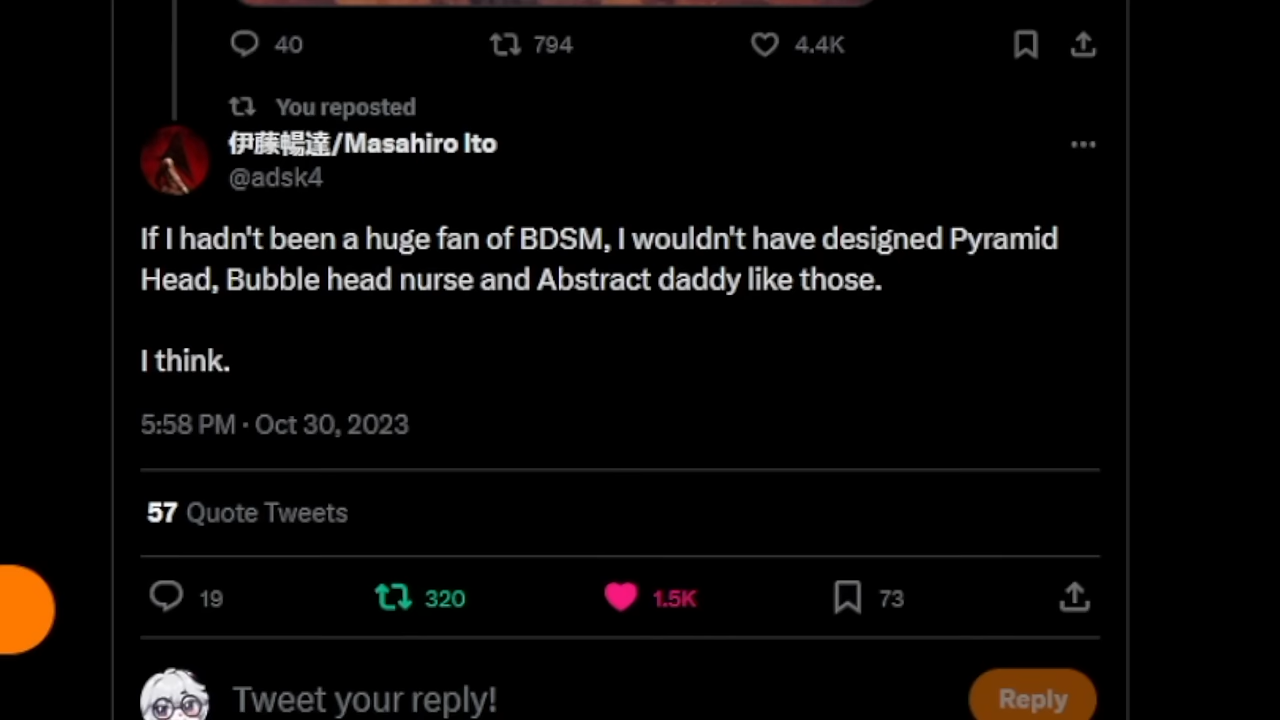 40 794 4.4K
You reposted
伊藤暢達/Masahiro Ito
@adsk4
If I hadn't been a huge fan of BDSM, I wouldn't have designed Pyramid
Head, Bubble head nurse and Abstract daddy like those.
I think.
5:58 PM · Oct 30, 2023
57 Quote Tweets
19 320 1.5K 73
Tweet your reply!
Reply